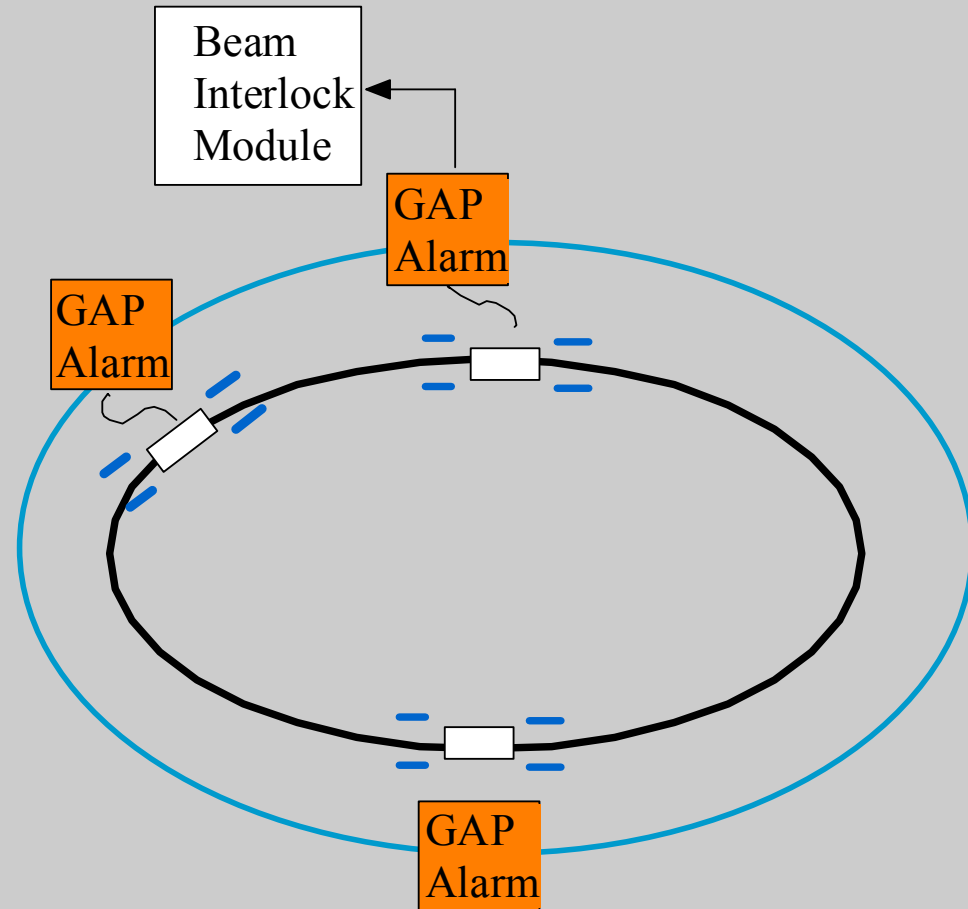 Beam
Interlock
Module
GAP
Alarm
GAP
Alarm
GAP
Alarm